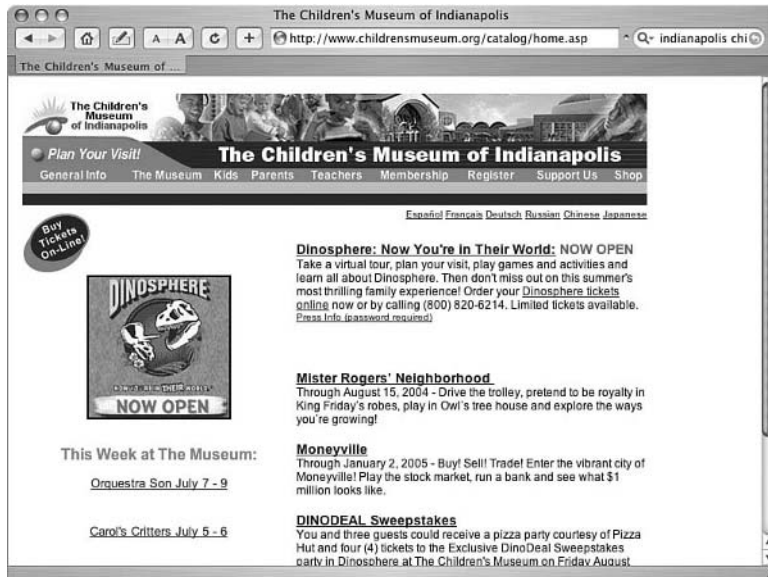 The Children's Museum of Indianapolis
A A
http://www.childrensmuseum.org/catalog/home.asp
indianapolis chi
The Children's Museum of ...
The Children's
Museum
of Indianapolis
Plan Your Visit!
The Children's Museum of Indianapolis
General Info The Museum Kids Parents Teachers Membership Register Support Us Shop
Español Français Deutsch Russian Chinese Japanese
Buy
Tickets
On-Line!
DINOSPHERE
NOW YOU'RE IN THEIR WORLD
NOW OPEN
This Week at The Museum:
Orquestra Son July 7 - 9
Carol's Critters July 5 - 6
Dinosphere: Now You're in Their World: NOW OPEN
Take a virtual tour, plan your visit, play games and activities and
learn all about Dinosphere. Then don't miss out on this summer's
most thrilling family experience! Order your Dinosphere tickets
online now or by calling (800) 820-6214. Limited tickets available.
Press Info (password required)
Mister Rogers' Neighborhood
Through August 15, 2004 - Drive the trolley, pretend to be royalty in
King Friday's robes, play in Owl's tree house and explore the ways
you're growing!
Moneyville
Through January 2, 2005 - Buy! Sell! Trade! Enter the vibrant city of
Moneyville! Play the stock market, run a bank and see what $1
million looks like.
DINODEAL Sweepstakes
You and three guests could receive a pizza party courtesy of Pizza
Hut and four (4) tickets to the Exclusive DinoDeal Sweepstakes
party in Dinosphere at The Children's Museum on Friday August